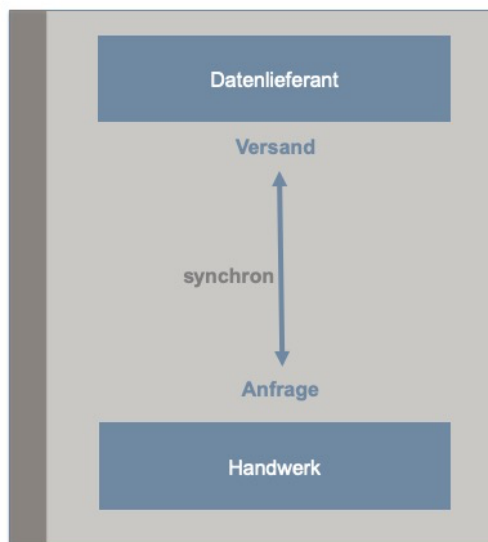 Datenlieferant
Versand
synchron
Anfrage
Handwerk